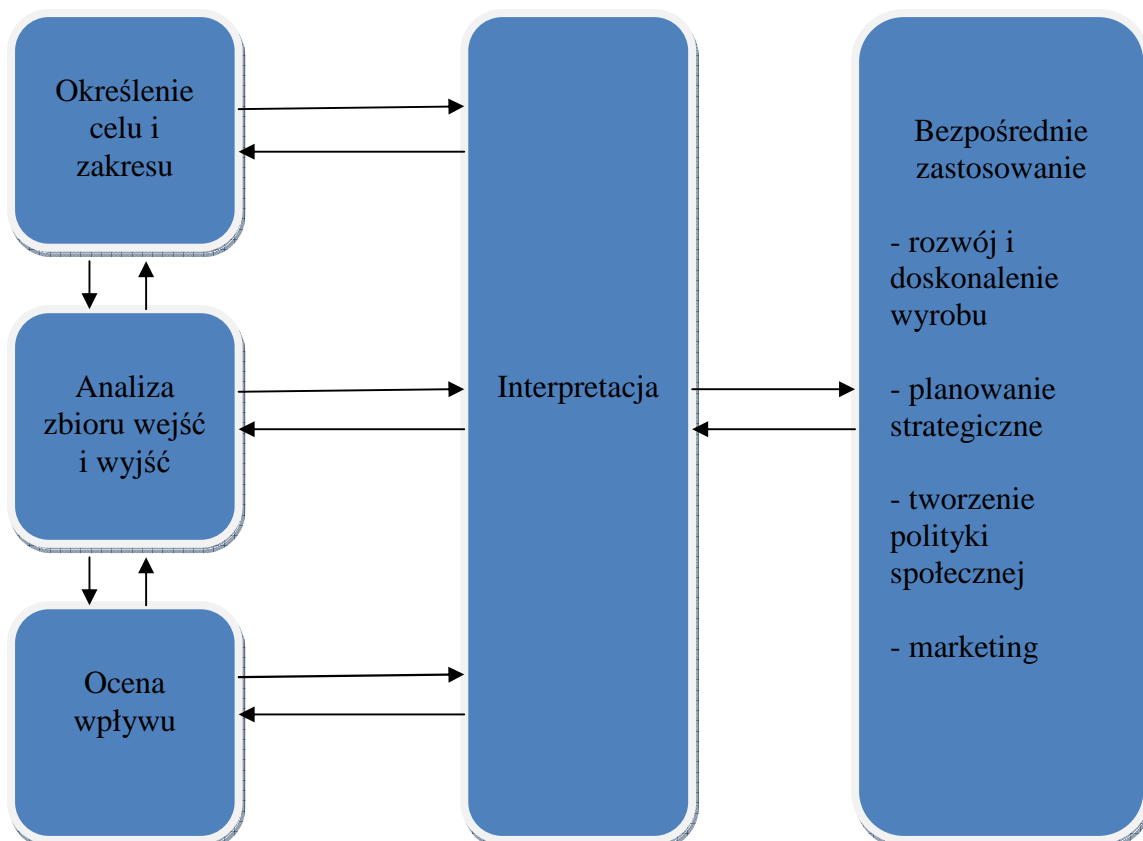 Określenie
celu i
zakresu
Analiza
zbioru wejść
i wyjść
Ocena
wpływu
Interpretacja
Bezpośrednie
zastosowanie
- rozwój i
doskonalenie
wyrobu
- planowanie
strategiczne
- tworzenie
polityki
społecznej
- marketing